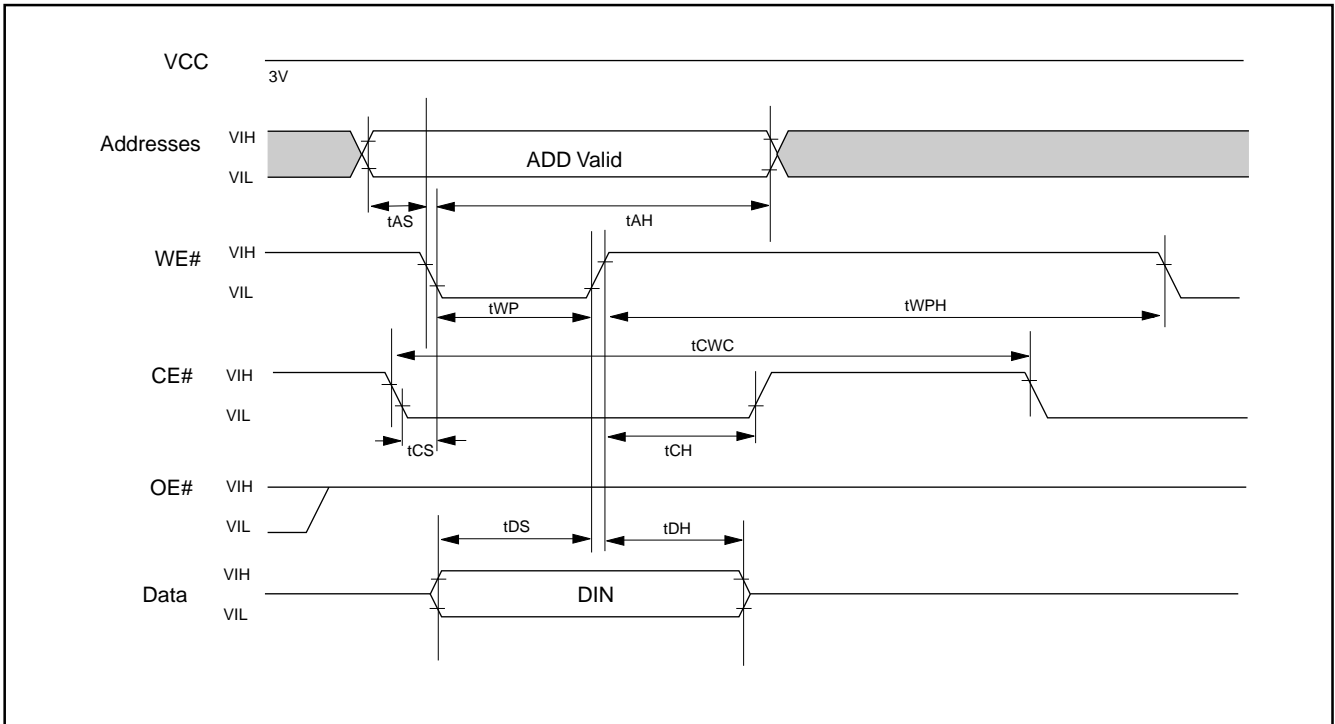 VCC
3V
Addresses
VIH
VIL
ADD Valid
tAS
tAH
WE#
VIH
VIL
tWP
tWPH
tCWC
CE#
VIH
VIL
tCS
tCH
OE#
VIH
VIL
tDS
tDH
Data
VIH
VIL
DIN